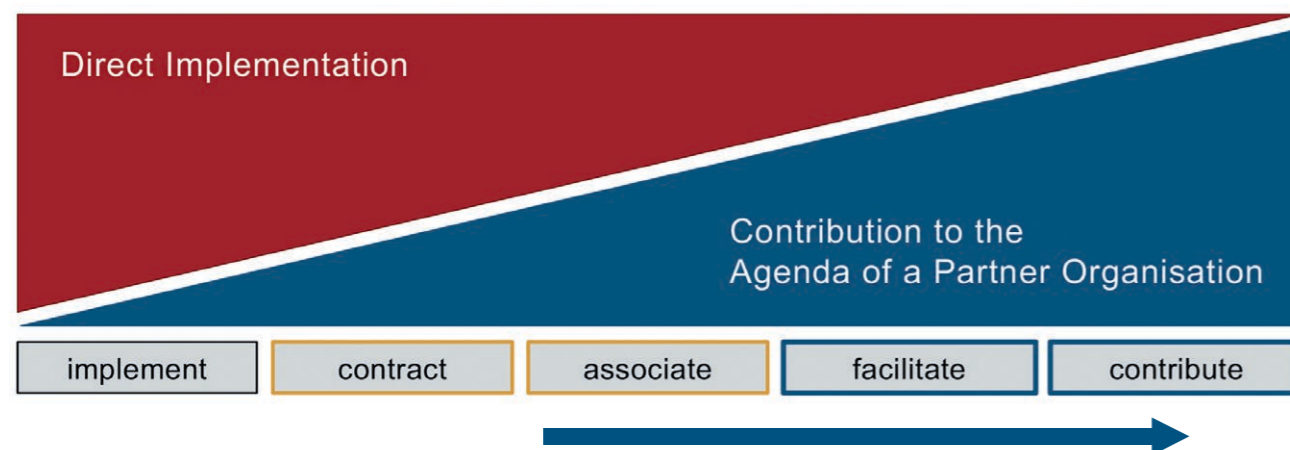 Direct Implementation
Contribution to the
Agenda of a Partner Organisation
implement
contract
associate
facilitate
contribute